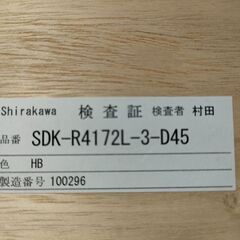 Shirakawa 検査証 検査者 村田
品番 SDK-R4172L-3-D45
色 HB
製造番号 100296